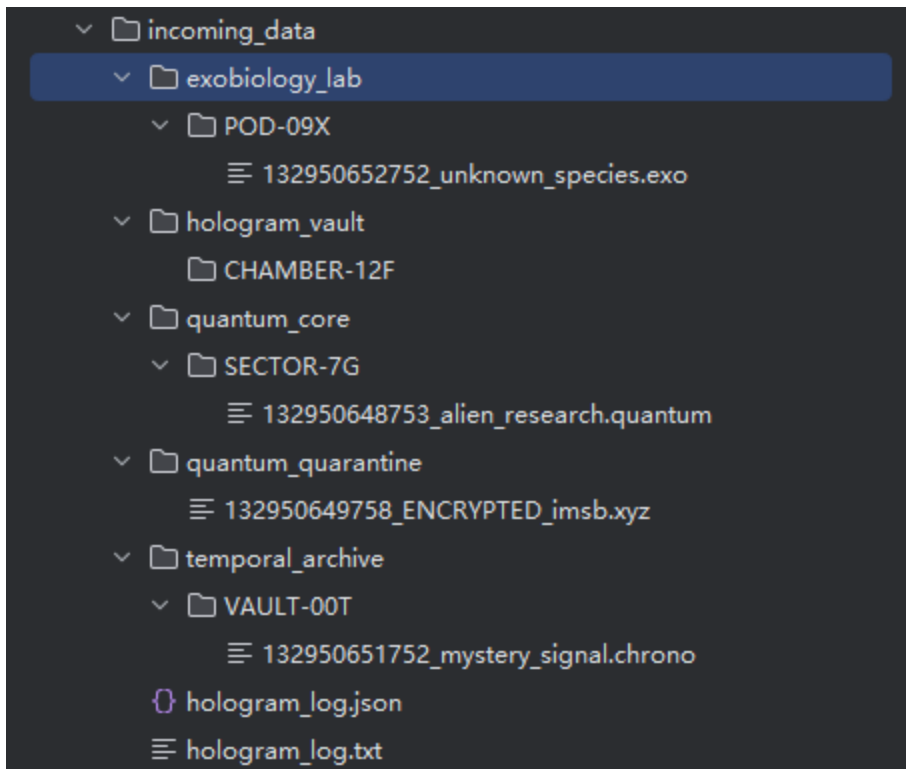 incoming_data
exobiology_lab
POD-09X
132950652752_unknown_species.exo
hologram_vault
CHAMBER-12F
quantum_core
SECTOR-7G
132950648753_alien_research.quantum
quantum_quarantine
132950649758_ENCRYPTED_imsb.xyz
temporal_archive
VAULT-00T
132950651752_mystery_signal.chrono
hologram_log.json
hologram_log.txt